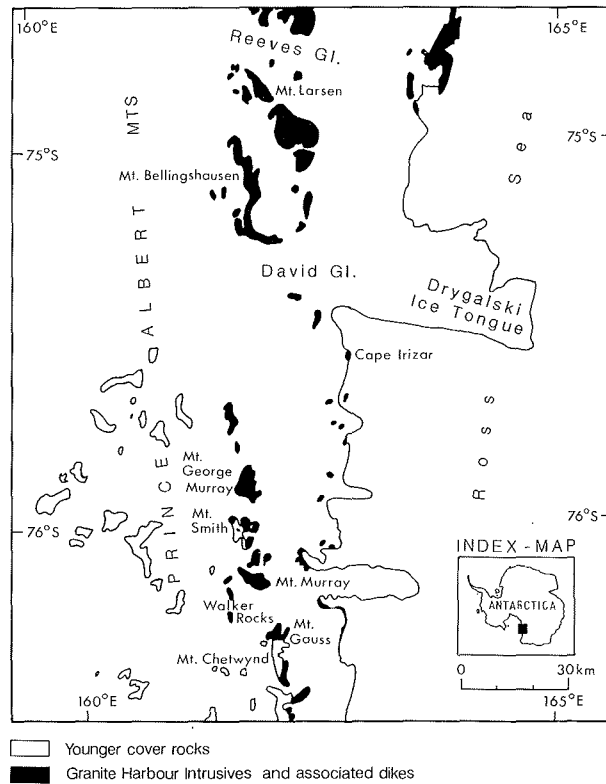 160°E
165°E
Reeves Gl.
Mt. Larsen
MTS
Sea
75°S
75°S
Mt. Bellingshausen
ALBERT
David Gl.
Drygalski
Ice Tongue
Cape Irizar
Ross
Mt.
George
Murray
PRINCE
Mt.
Smith
76°S
76°S
INDEX-MAP
ANTARCTICA
Mt. Murray
Walker
Rocks
Mt.
Gauss
Mt. Chetwynd
0 30km
160°E
165°E
Younger cover rocks
Granite Harbour Intrusives and associated dikes